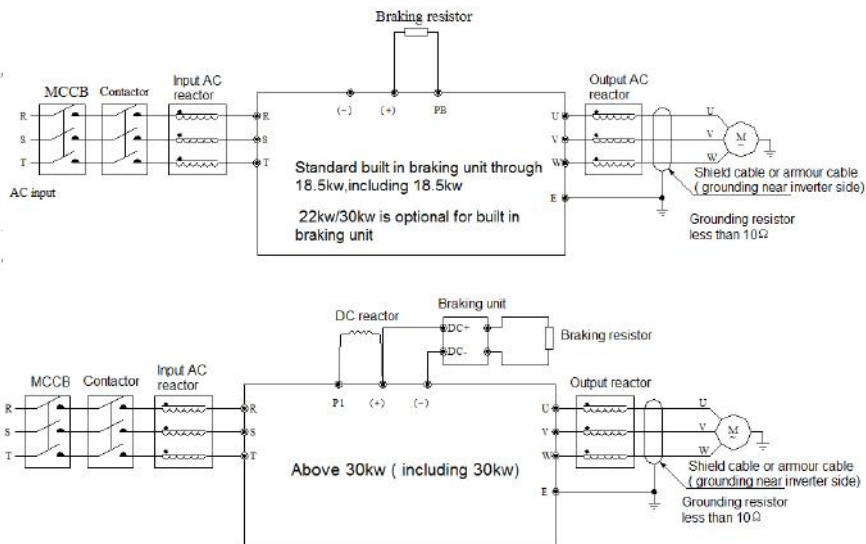 Braking resistor
MCCB Contactor Input AC reactor
Output AC reactor
(-) (+) PB
R R U U
S S V V M ~
T T W W
AC input
Standard built in braking unit through
18.5kw,including 18.5kw
22kw/30kw is optional for built in
braking unit
E
Shield cable or armour cable
( grounding near inverter side)
Grounding resistor
less than 10Ω
Braking unit
DC reactor
DC+
DC-
Braking resistor
MCCB Contactor Input AC reactor
Output reactor
P1 (+) (-)
R R U U
S S V V M ~
T T W W
Above 30kw ( including 30kw)
E
Shield cable or armour cable
( grounding near inverter side)
Grounding resistor
less than 10Ω